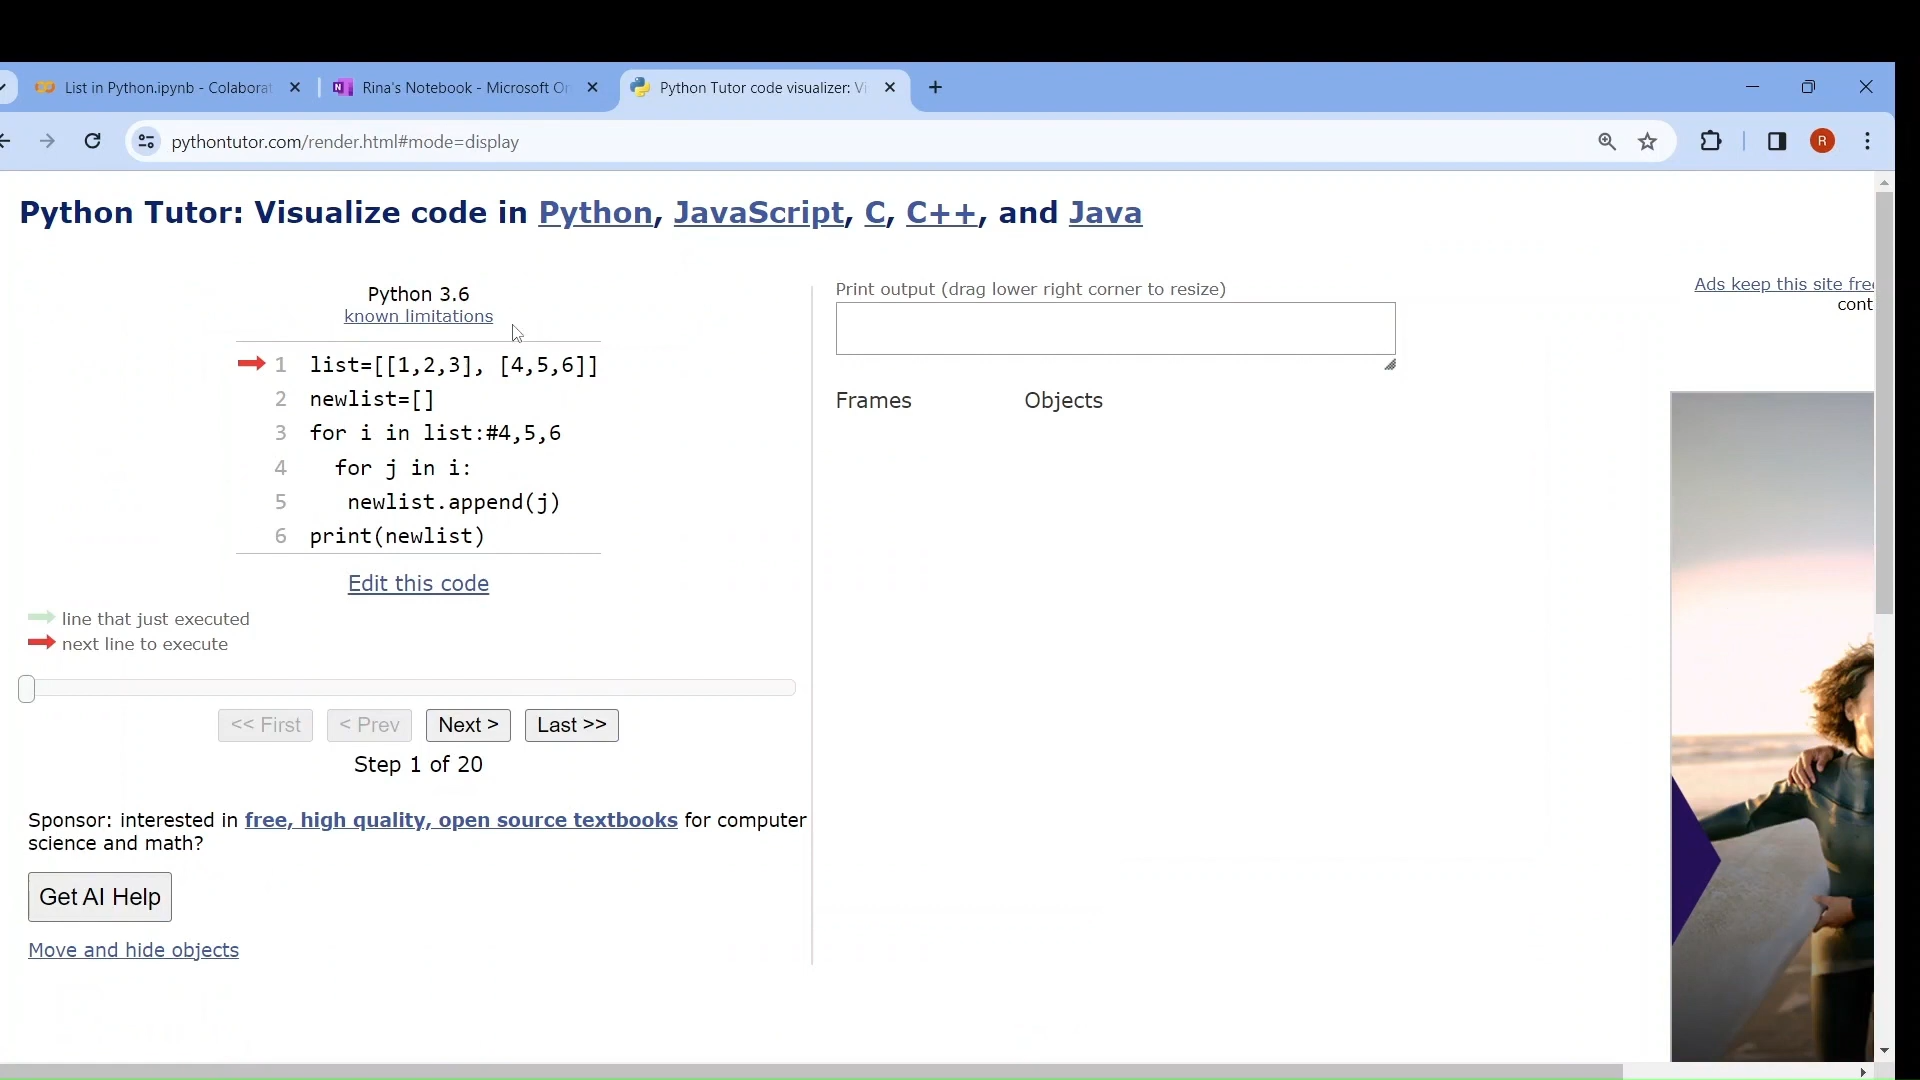 List in Python.ipynb - Colaborat
Rina's Notebook - Microsoft On
Python Tutor code visualizer: Vi
pythontutor.com/render.html#mode=display
R
Python Tutor: Visualize code in Python, JavaScript, C, C++, and Java
Python 3.6
known limitations
1 list=[[1,2,3], [4,5,6]]
2 newlist=[]
3 for i in list:#4,5,6
4 for j in i:
5 newlist.append(j)
6 print(newlist)
Edit this code
line that just executed
next line to execute
<< First
< Prev
Next >
Last >>
Step 1 of 20
Sponsor: interested in free, high quality, open source textbooks for computer
science and math?
Get AI Help
Move and hide objects
Print output (drag lower right corner to resize)
Frames
Objects
Ads keep this site free
cont